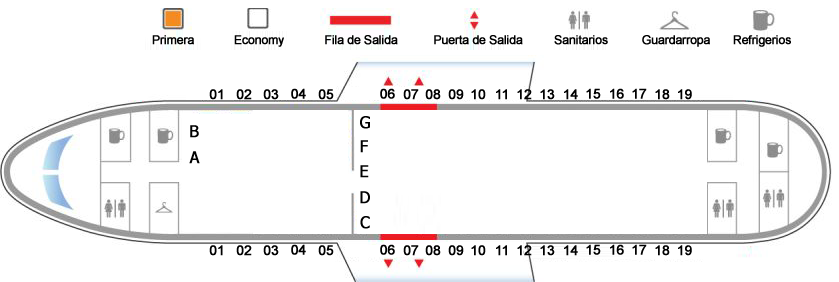 Primera Economy Fila de Salida Puerta de Salida Sanitarios Guardarropa Refrigerios
01 02 03 04 05 06 07 08 09 10 11 12 13 14 15 16 17 18 19
G
B
F
A
E
D
C
01 02 03 04 05 06 07 08 09 10 11 12 13 14 15 16 17 18 19